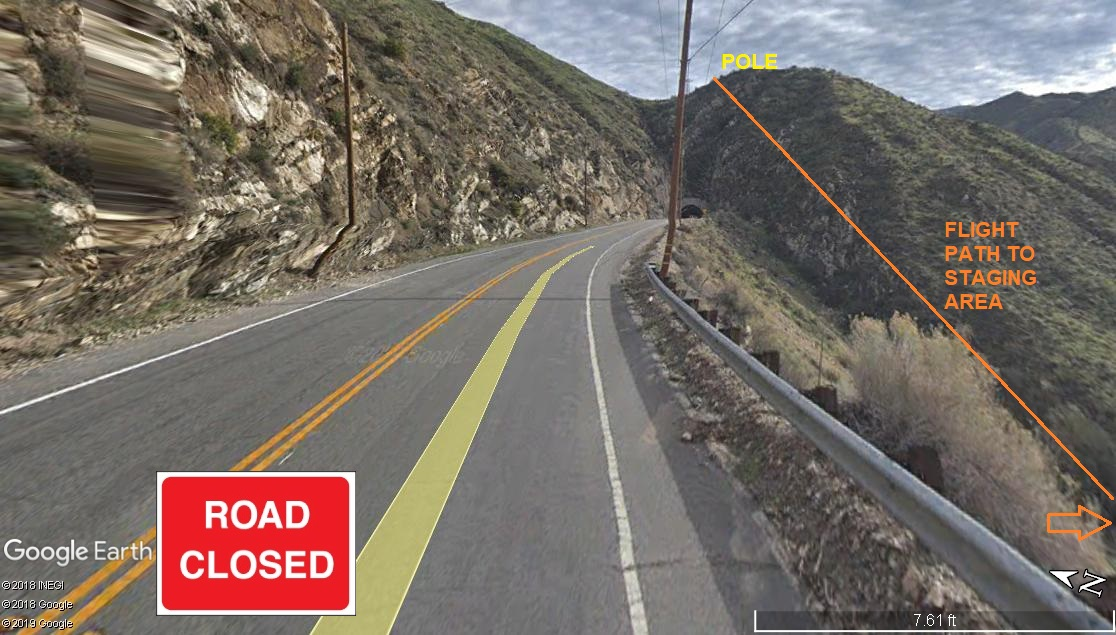 POLE
FLIGHT
PATH TO
STAGING
AREA
ROAD
CLOSED
Google
Google Earth
©2018 INEGI
©2018 Google
©2019 Google
N
7.61 ft